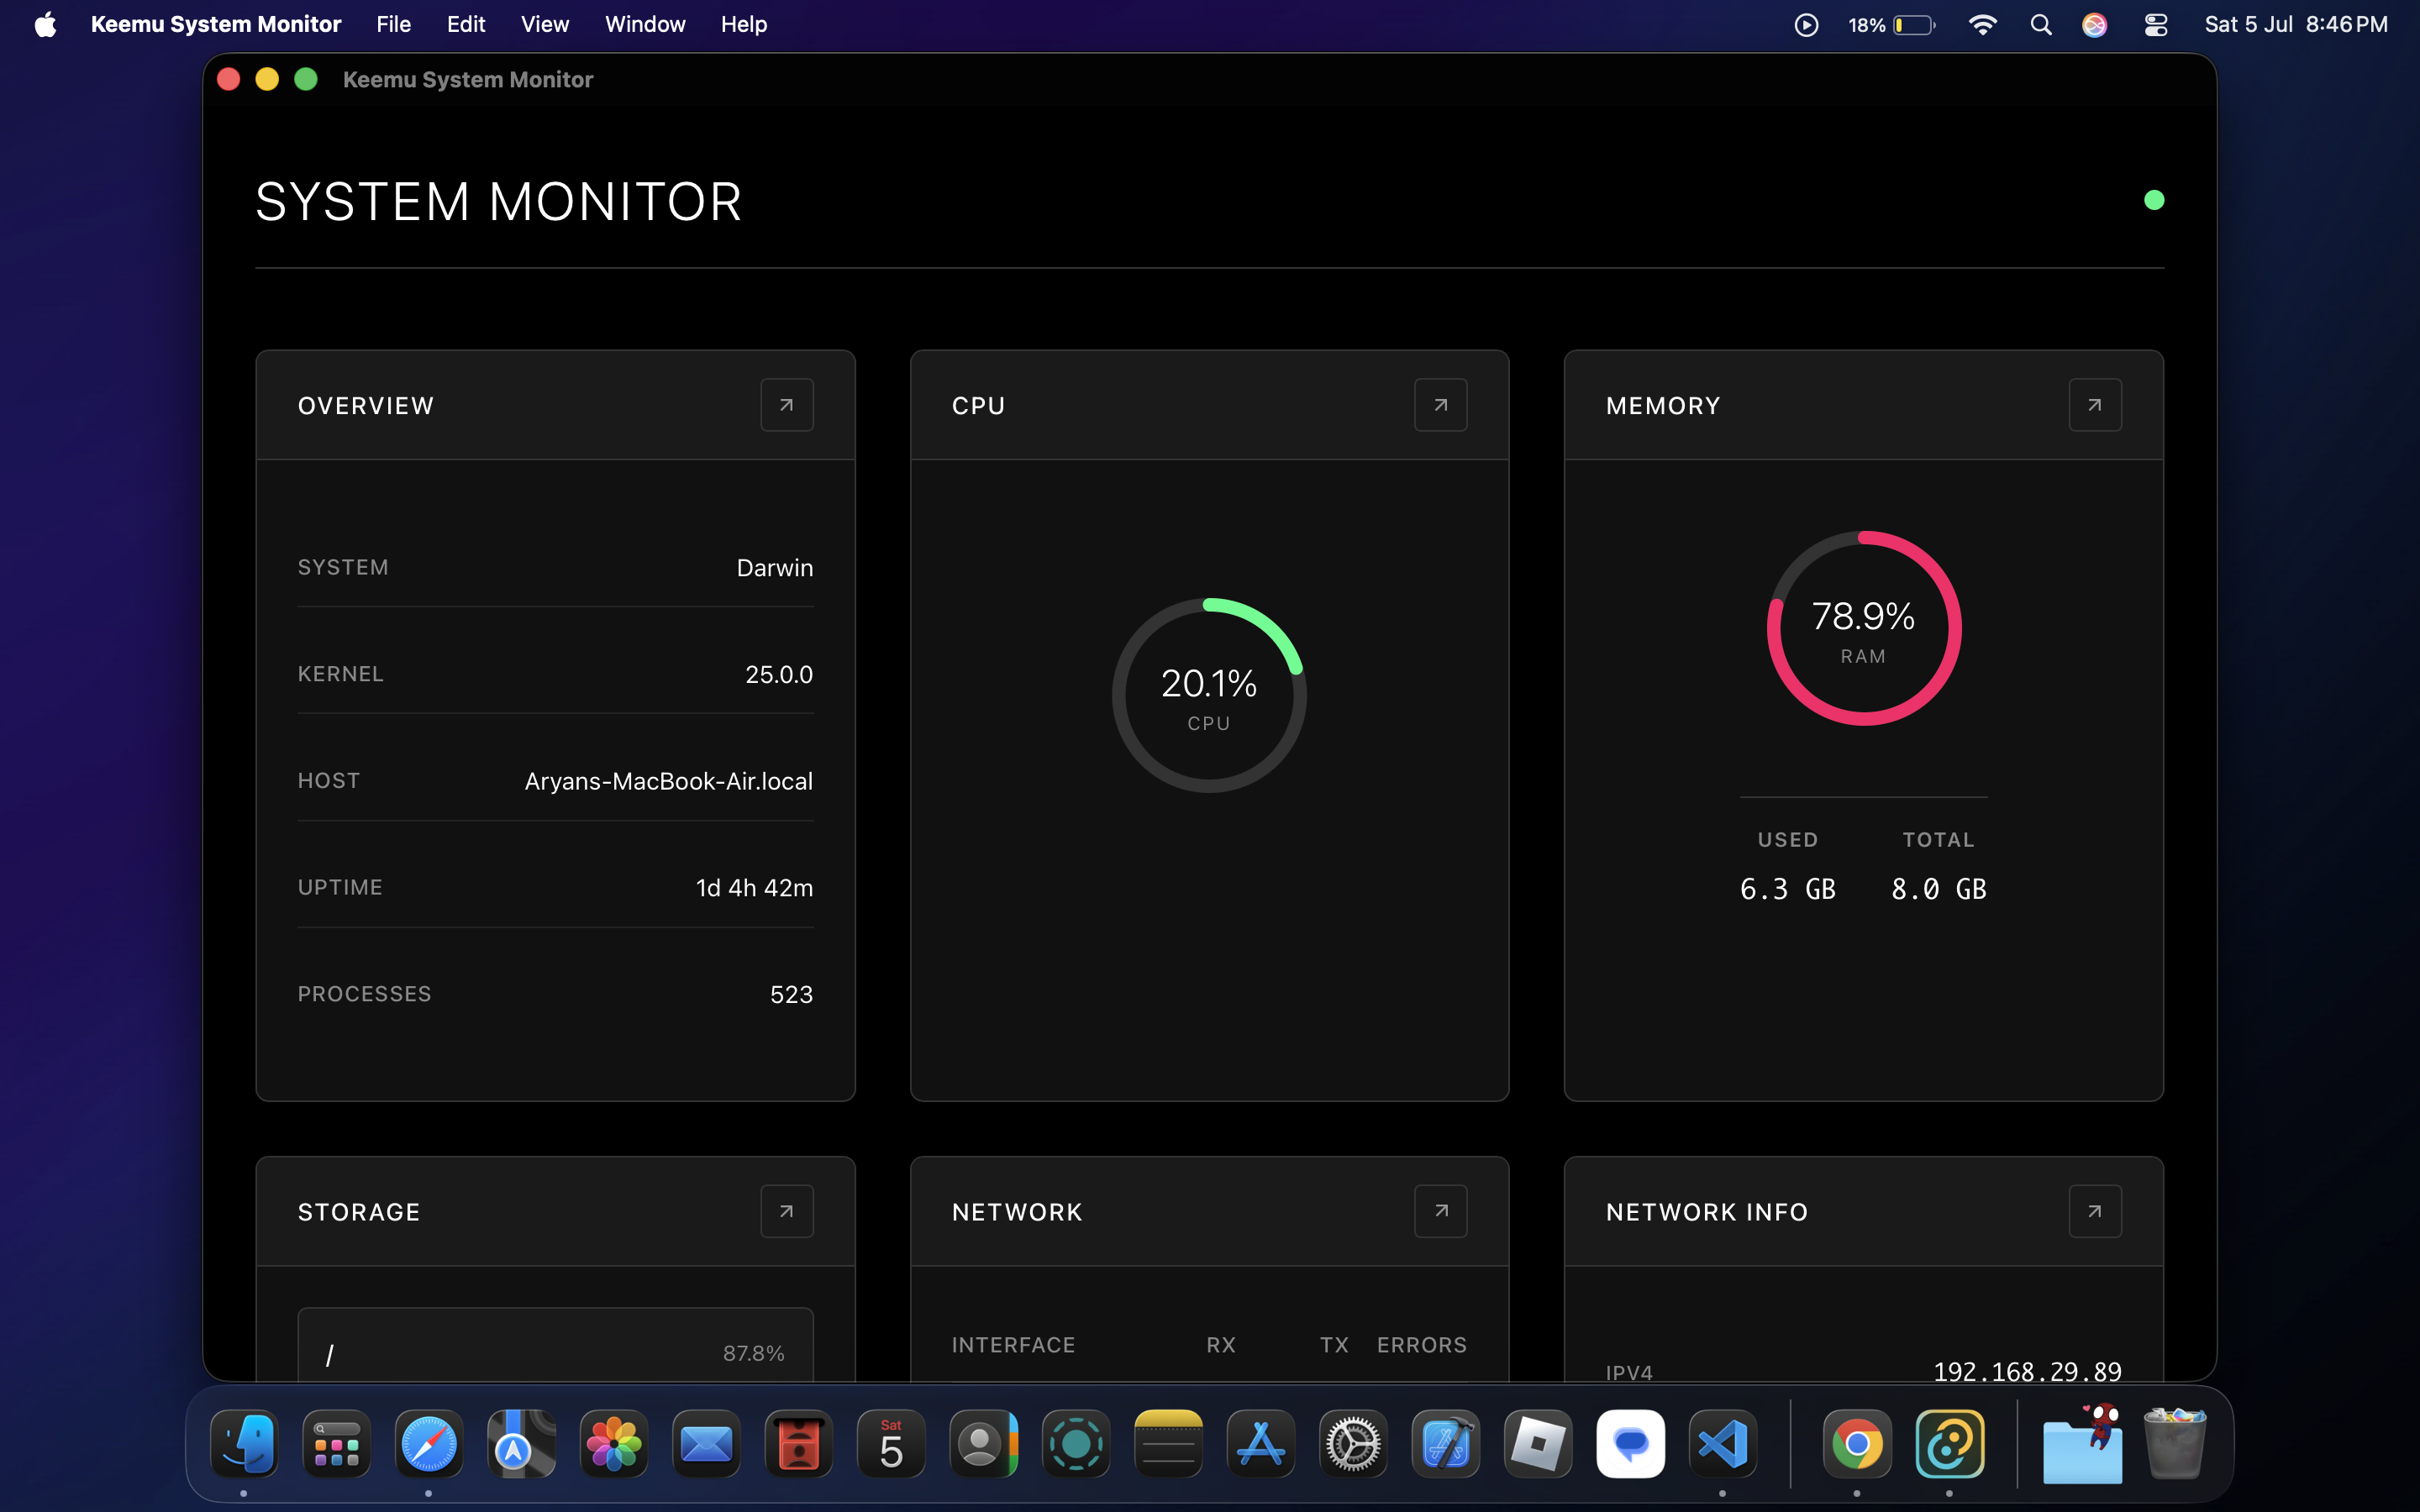 Keemu System Monitor File Edit View Window Help 18% Sat 5 Jul 8:46 PM
Keemu System Monitor
SYSTEM MONITOR
OVERVIEW
SYSTEM Darwin
KERNEL 25.0.0
HOST Aryans-MacBook-Air.local
UPTIME 1d 4h 42m
PROCESSES 523
CPU
20.1%
CPU
MEMORY
78.9%
RAM
USED TOTAL
6.3 GB 8.0 GB
STORAGE
/ 87.8%
NETWORK
INTERFACE RX TX ERRORS
NETWORK INFO
IPV4 192.168.29.89
Sat
5